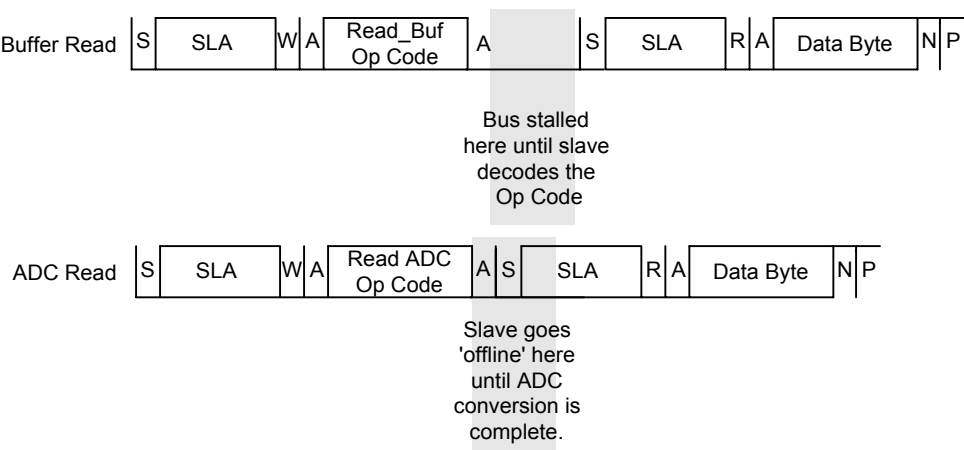 Buffer Read S SLA W A Read_Buf Op Code A S SLA R A Data Byte N P
Bus stalled
here until slave
decodes the
Op Code
ADC Read S SLA W A Read ADC Op Code A S SLA R A Data Byte N P
Slave goes
'offline' here
until ADC
conversion is
complete.